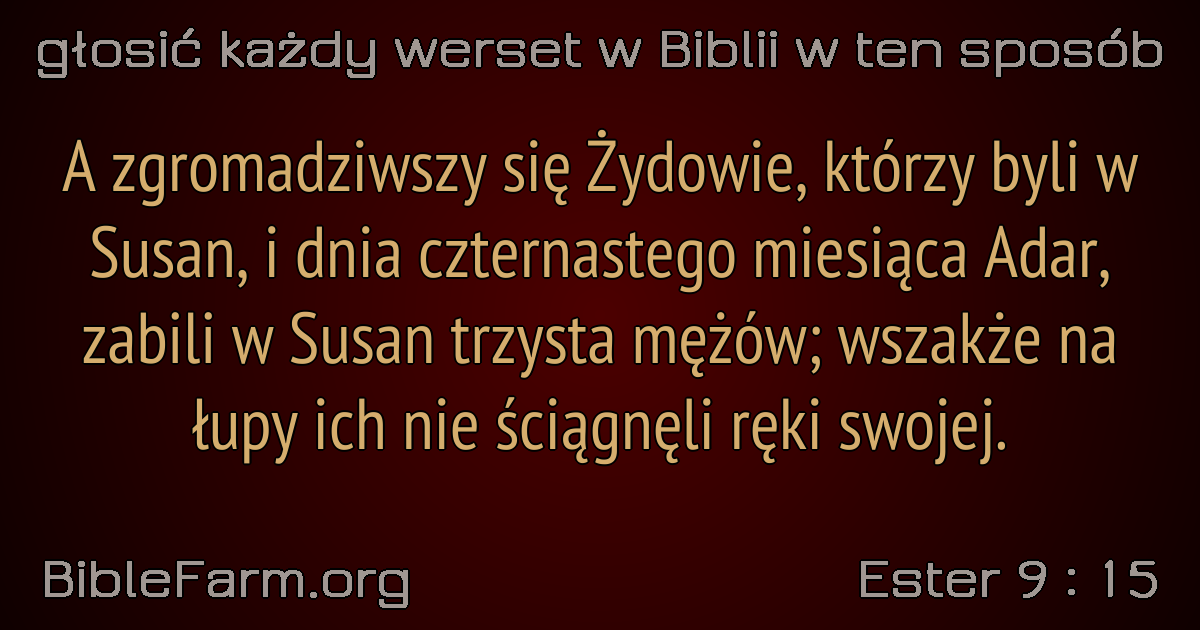 głosić każdy werset w Biblii w ten sposób
A zgromadziwszy się Żydowie, którzy byli w
Susan, i dnia czternastego miesiąca Adar,
zabili w Susan trzysta mężów; wszakże na
łupy ich nie ściągnęli ręki swojej.
BibleFarm.org
Ester 9 : 15